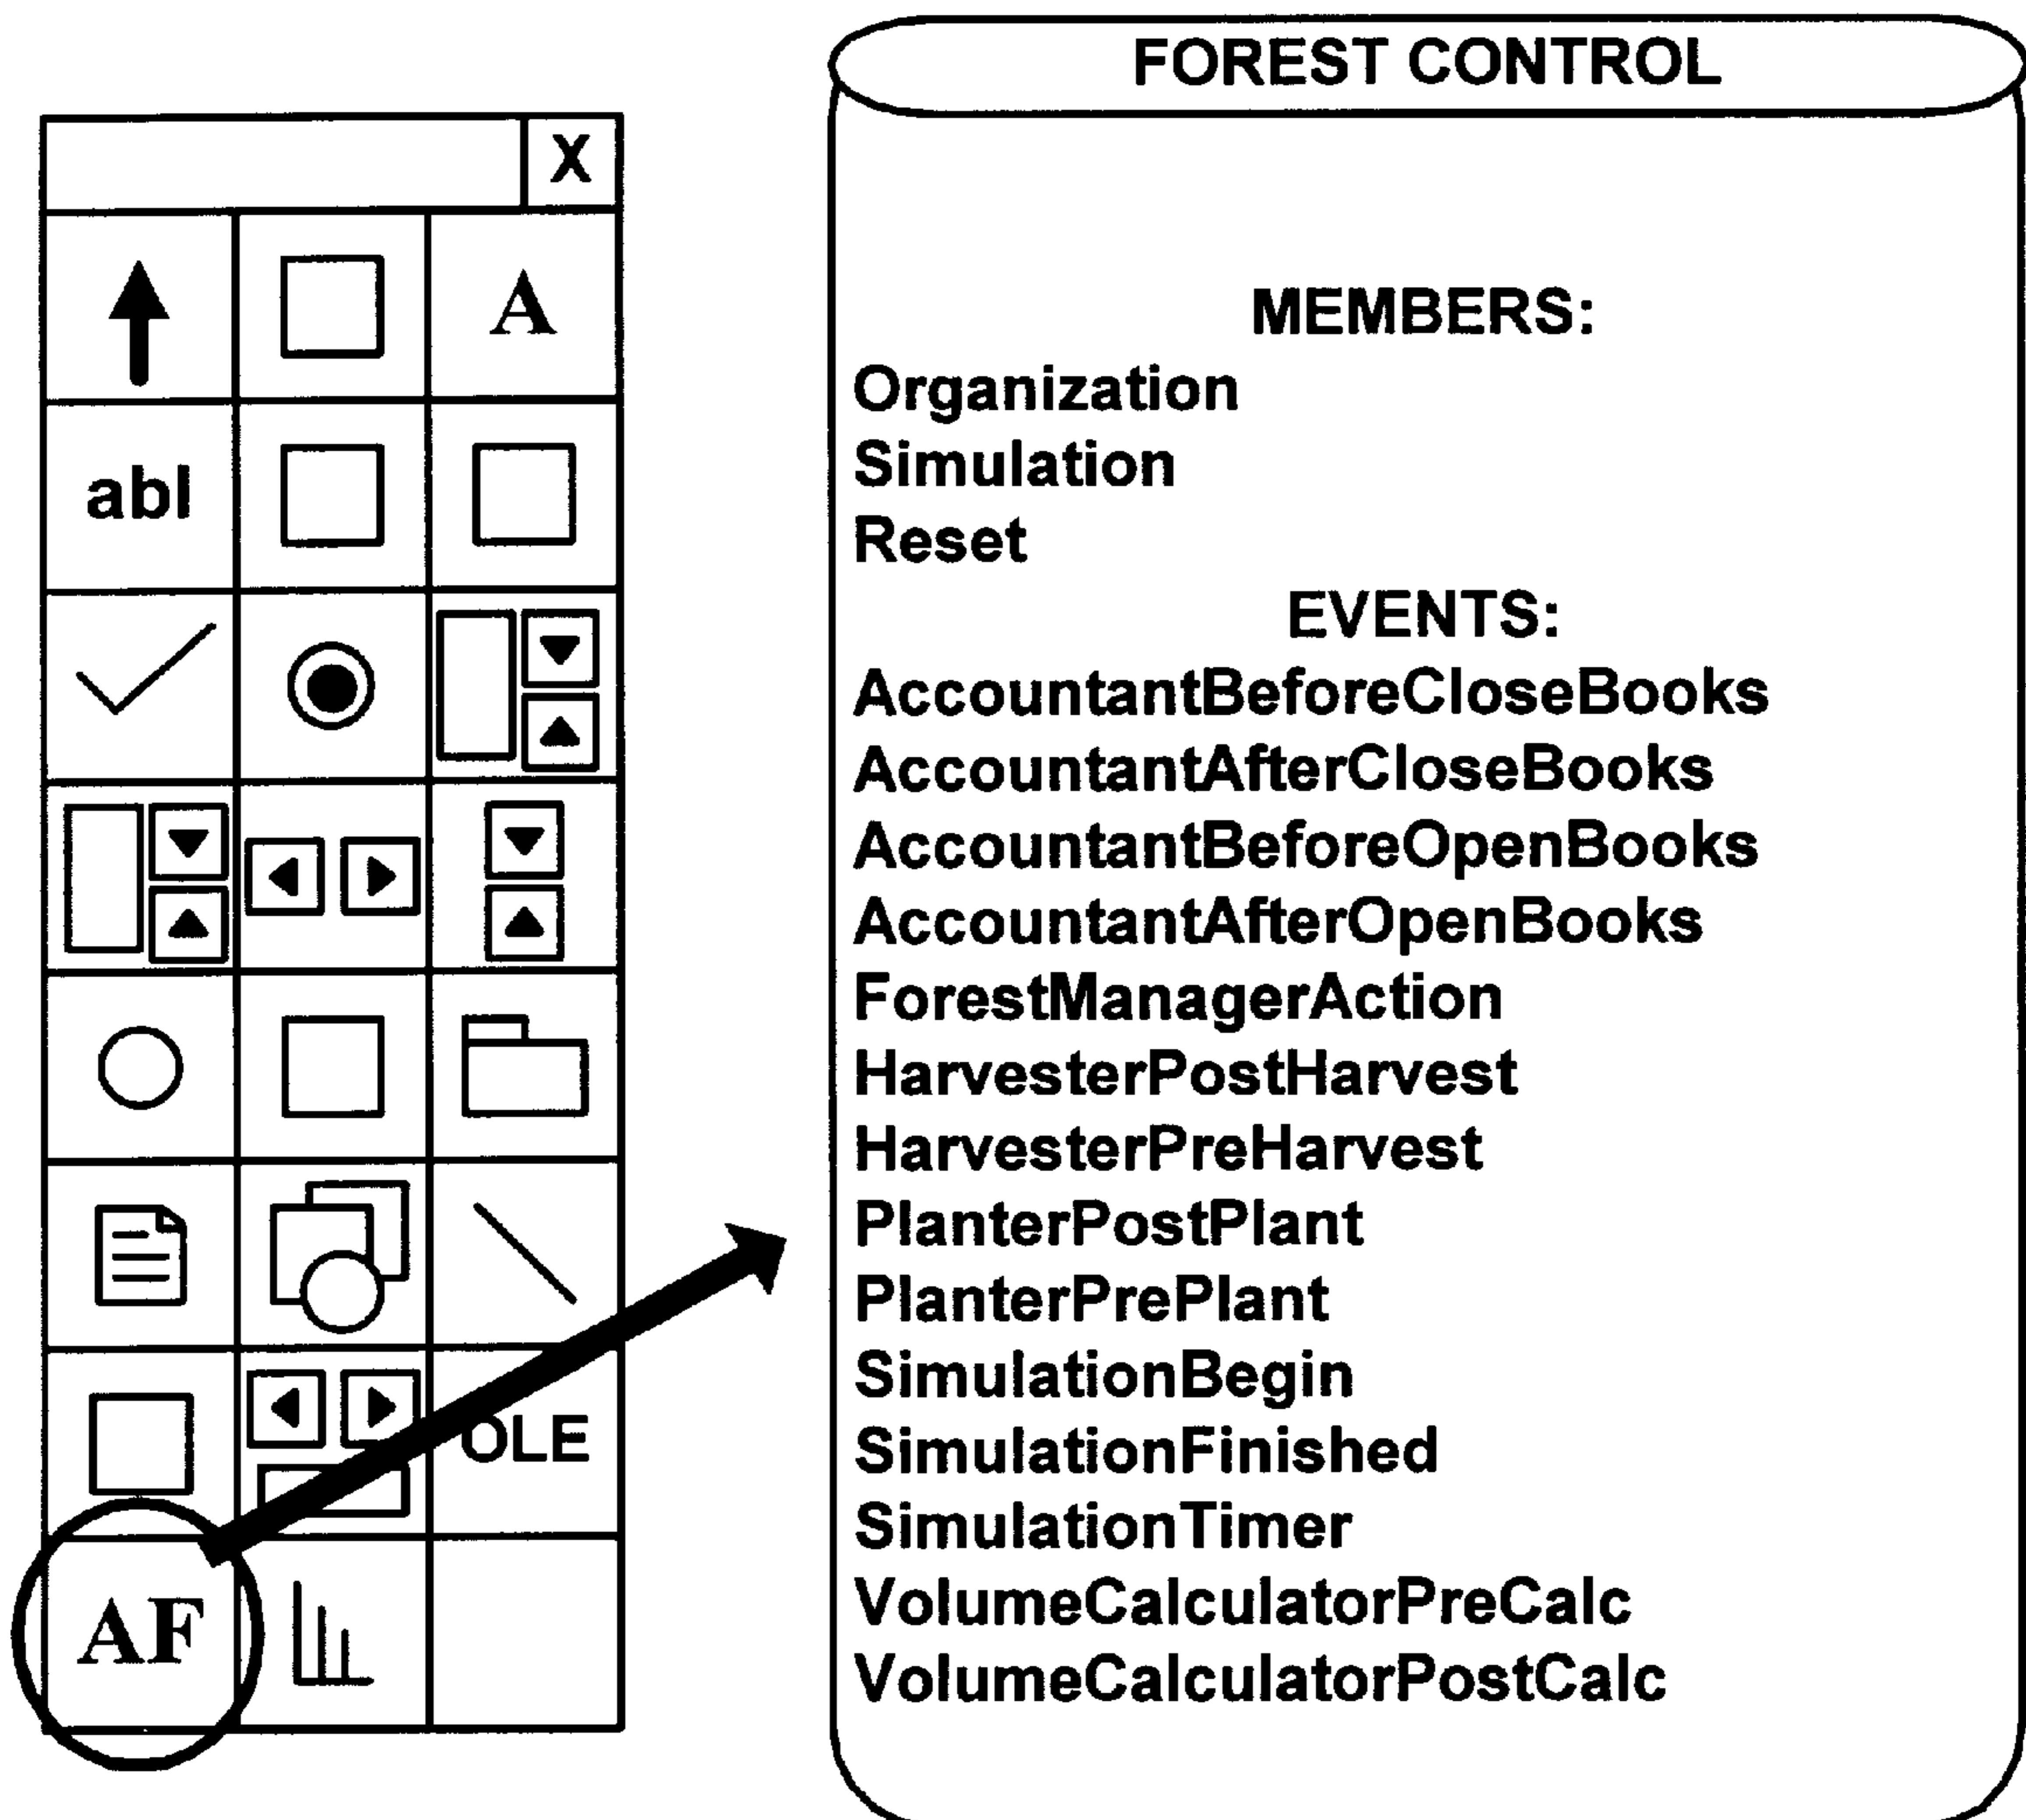 FOREST CONTROL
X
A
abl
OLE
AF
MEMBERS:
Organization
Simulation
Reset
EVENTS:
AccountantBeforeCloseBooks
AccountantAfterCloseBooks
AccountantBeforeOpenBooks
AccountantAfterOpenBooks
ForestManagerAction
HarvesterPostHarvest
HarvesterPreHarvest
PlanterPostPlant
PlanterPrePlant
SimulationBegin
SimulationFinished
SimulationTimer
VolumeCalculatorPreCalc
VolumeCalculatorPostCalc